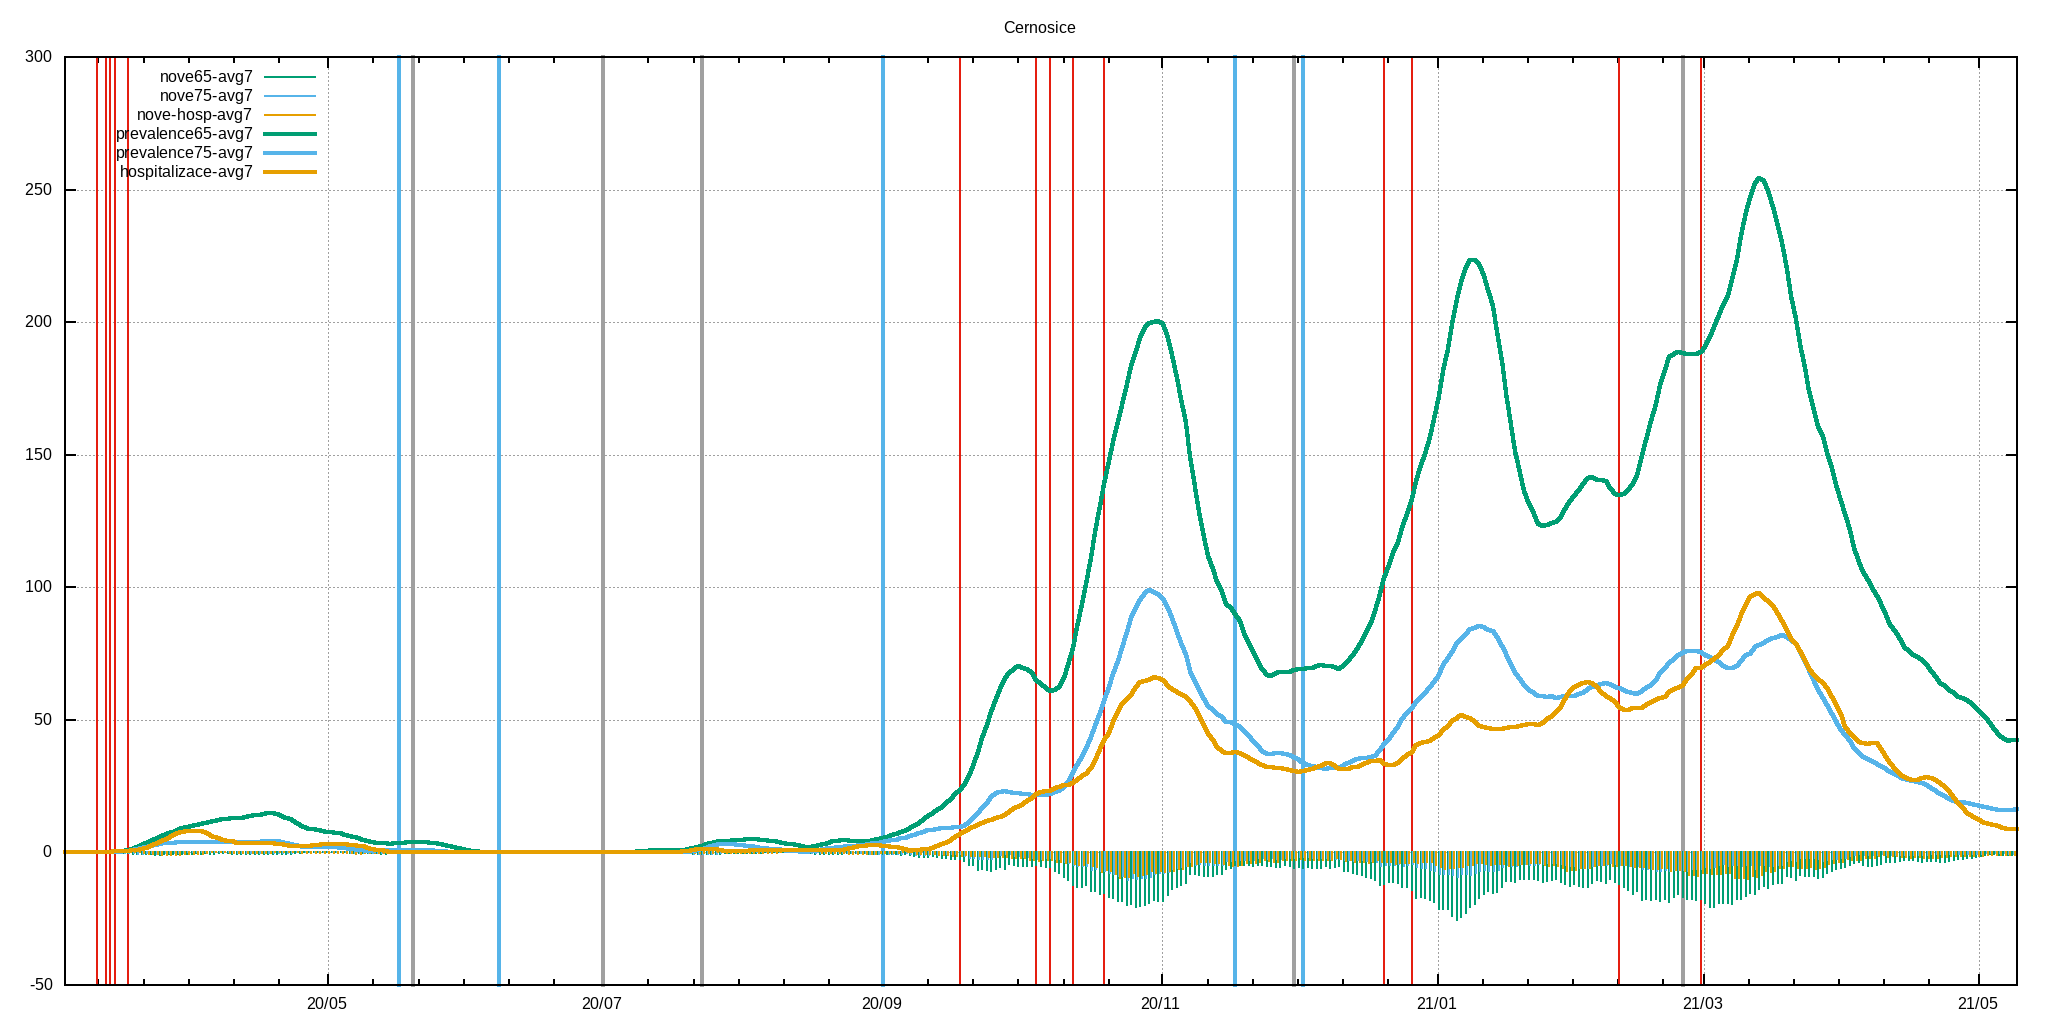 Cernosice
300
nove65-avg7
nove75-avg7
nove-hosp-avg7
prevalence65-avg7
prevalence75-avg7
hospitalizace-avg7
250
200
150
100
50
0
-50
20/05 20/07 20/09 20/11 21/01 21/03 21/05